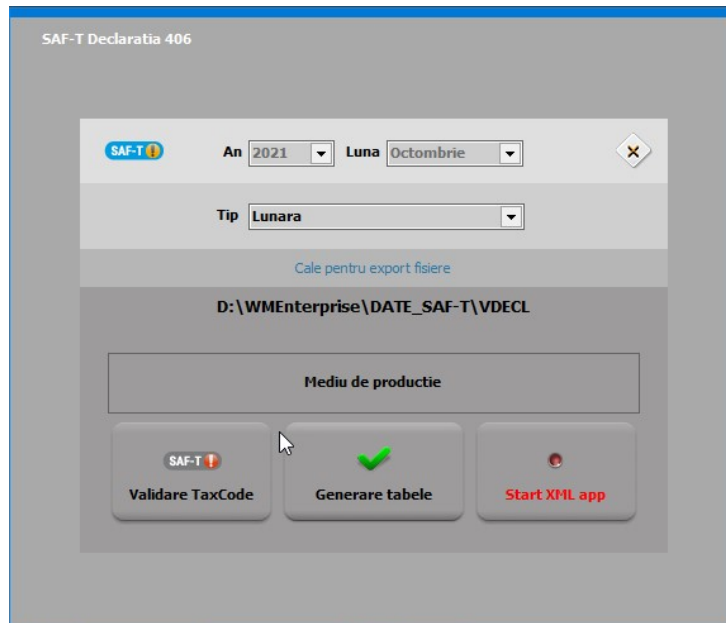 SAF-T Declaratia 406
SAF-T An 2021 Luna Octombrie
Tip Lunara
Cale pentru export fisiere
D:\WMEnterprise\DATE_SAF-T\VDECL
Mediu de productie
SAF-T
Validare TaxCode Generare tabele Start XML app